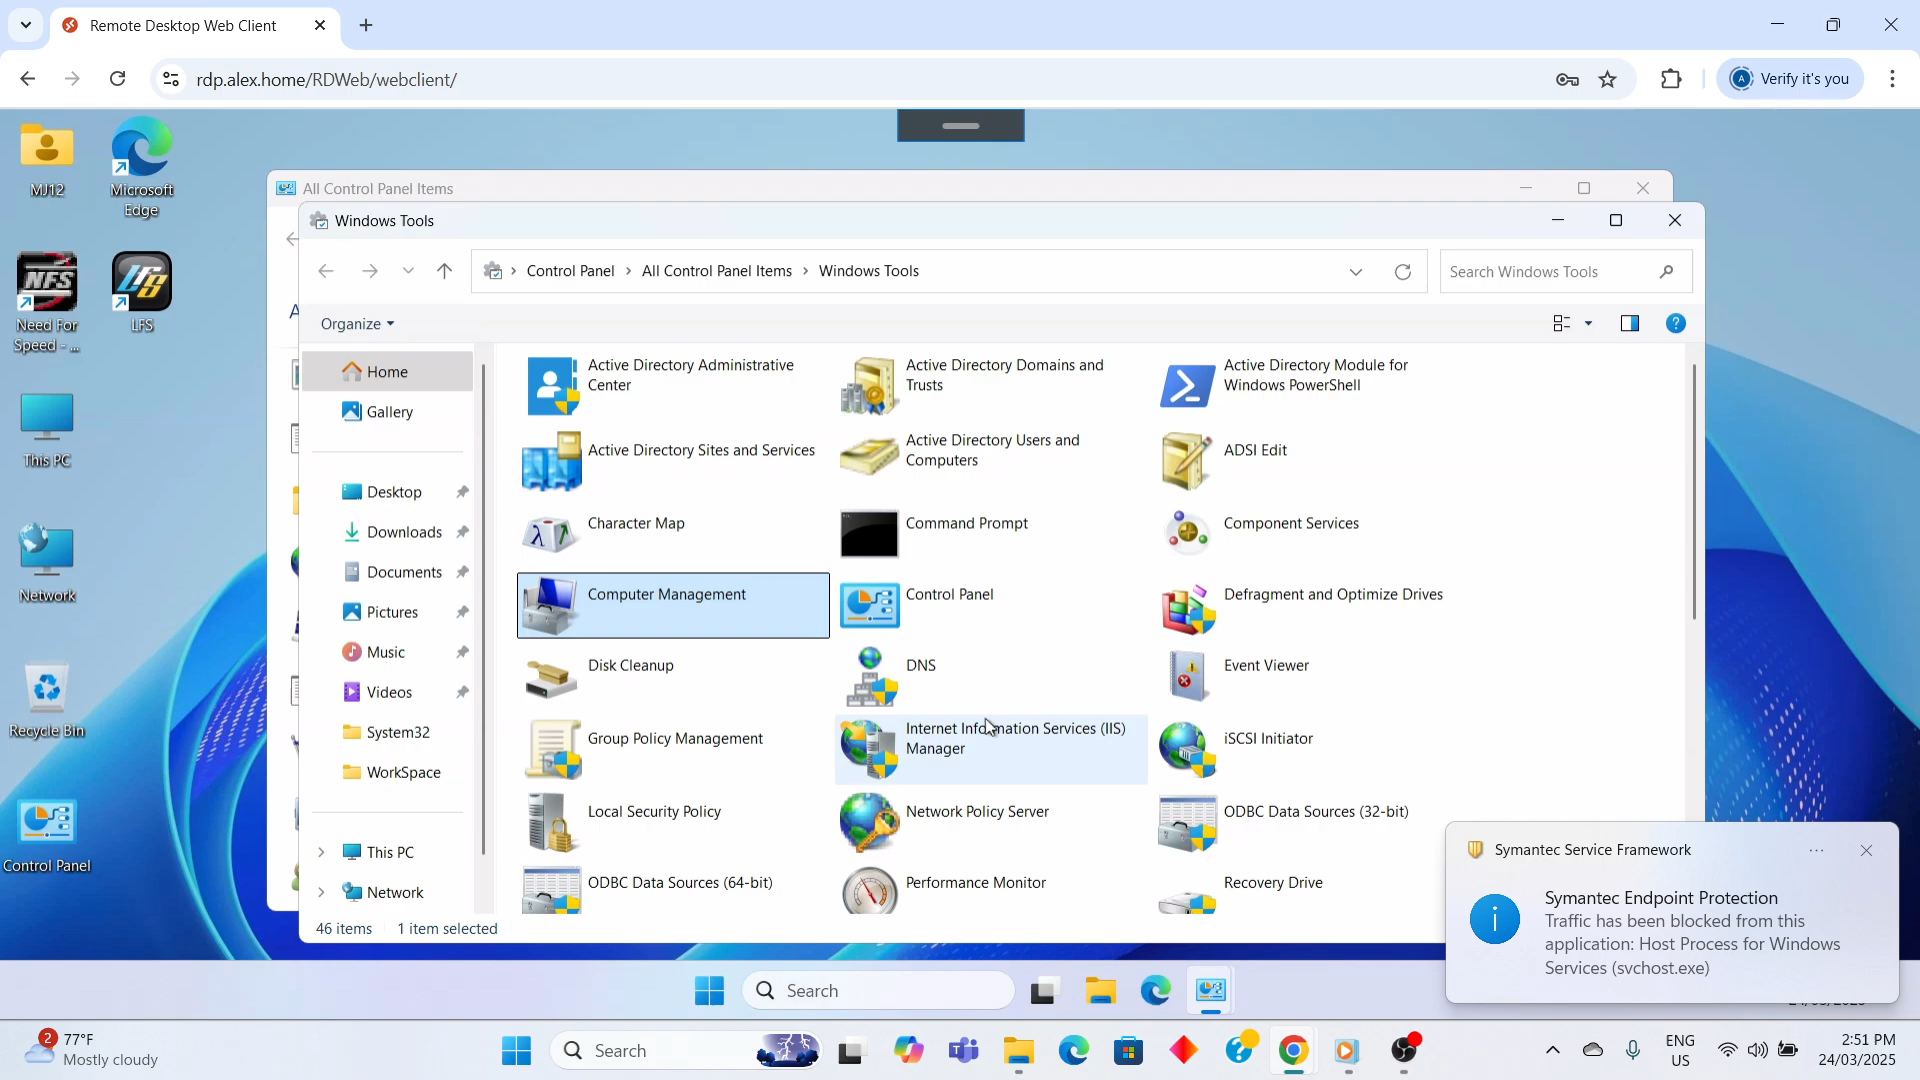 Remote Desktop Web Client
rdp.alex.home/RDWeb/webclient/
Verify it's you
MJ12
Microsoft
Edge
Need For
Speed - ...
LFS
This PC
Network
Recycle Bin
Control Panel
All Control Panel Items
Windows Tools
Control Panel > All Control Panel Items > Windows Tools
Search Windows Tools
Organize
Home
Gallery
Desktop
Downloads
Documents
Pictures
Music
Videos
System32
WorkSpace
This PC
Network
Active Directory Administrative
Center
Active Directory Domains and
Trusts
Active Directory Module for
Windows PowerShell
Active Directory Sites and Services
Active Directory Users and
Computers
ADSI Edit
Character Map
Command Prompt
Component Services
Computer Management
Control Panel
Defragment and Optimize Drives
Disk Cleanup
DNS
Event Viewer
Group Policy Management
Internet Information Services (IIS)
Manager
iSCSI Initiator
Local Security Policy
Network Policy Server
ODBC Data Sources (32-bit)
ODBC Data Sources (64-bit)
Performance Monitor
Recovery Drive
46 items
1 item selected
Symantec Service Framework
Symantec Endpoint Protection
Traffic has been blocked from this
application: Host Process for Windows
Services (svchost.exe)
Search
2
77°F
Mostly cloudy
Search
ENG
US
2:51 PM
24/03/2025